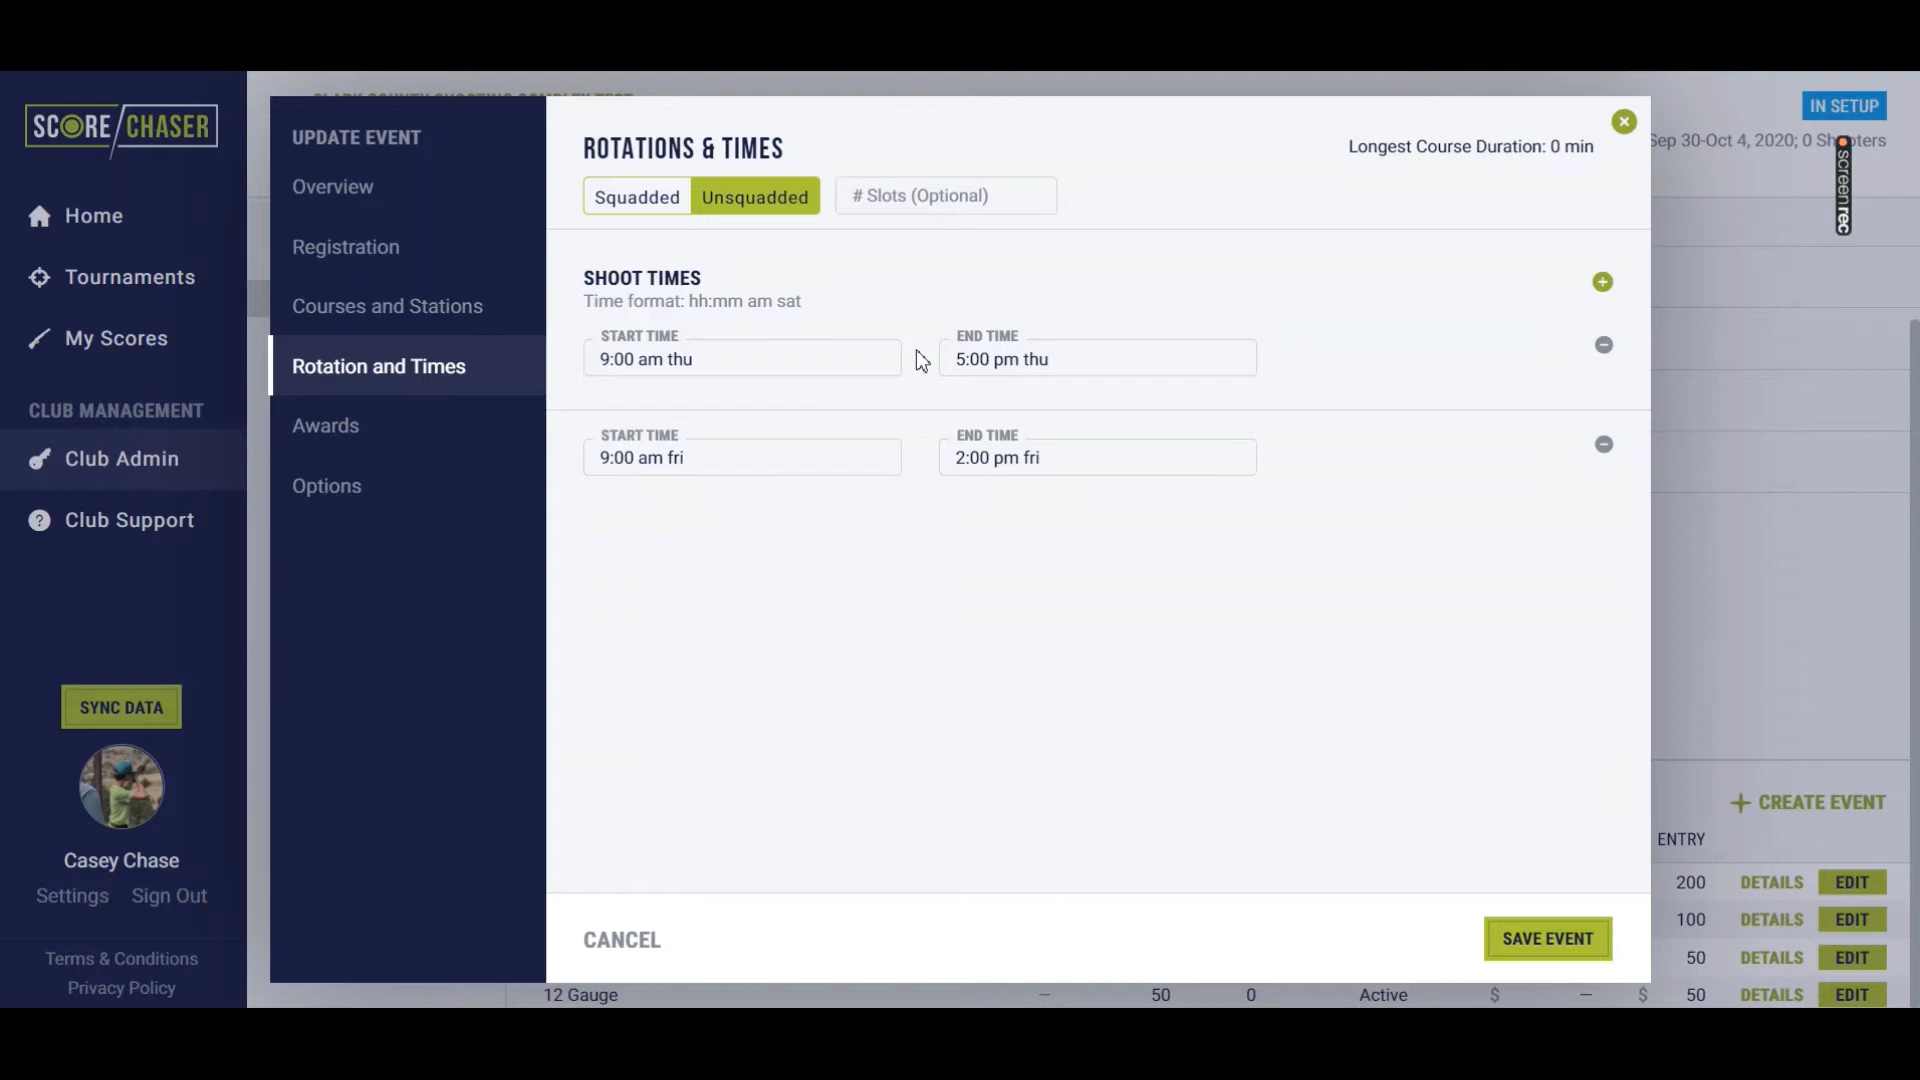 SCORE/CHASER
Home
Tournaments
My Scores
CLUB MANAGEMENT
Club Admin
Club Support
SYNC DATA
Casey Chase
Settings Sign Out
Terms & Conditions
Privacy Policy
UPDATE EVENT
Overview
Registration
Courses and Stations
Rotation and Times
Awards
Options
ROTATIONS & TIMES
Longest Course Duration: 0 min
Squadded Unsquadded # Slots (Optional)
SHOOT TIMES
Time format: hh:mm am sat
START TIME END TIME
9:00 am thu 5:00 pm thu
START TIME END TIME
9:00 am fri 2:00 pm fri
CANCEL SAVE EVENT
IN SETUP
Sep 30-Oct 4, 2020; 0 Shooters
screenrec
CREATE EVENT
ENTRY
200 DETAILS EDIT
100 DETAILS EDIT
50 DETAILS EDIT
12 Gauge — 50 0 Active $ — $ 50 DETAILS EDIT